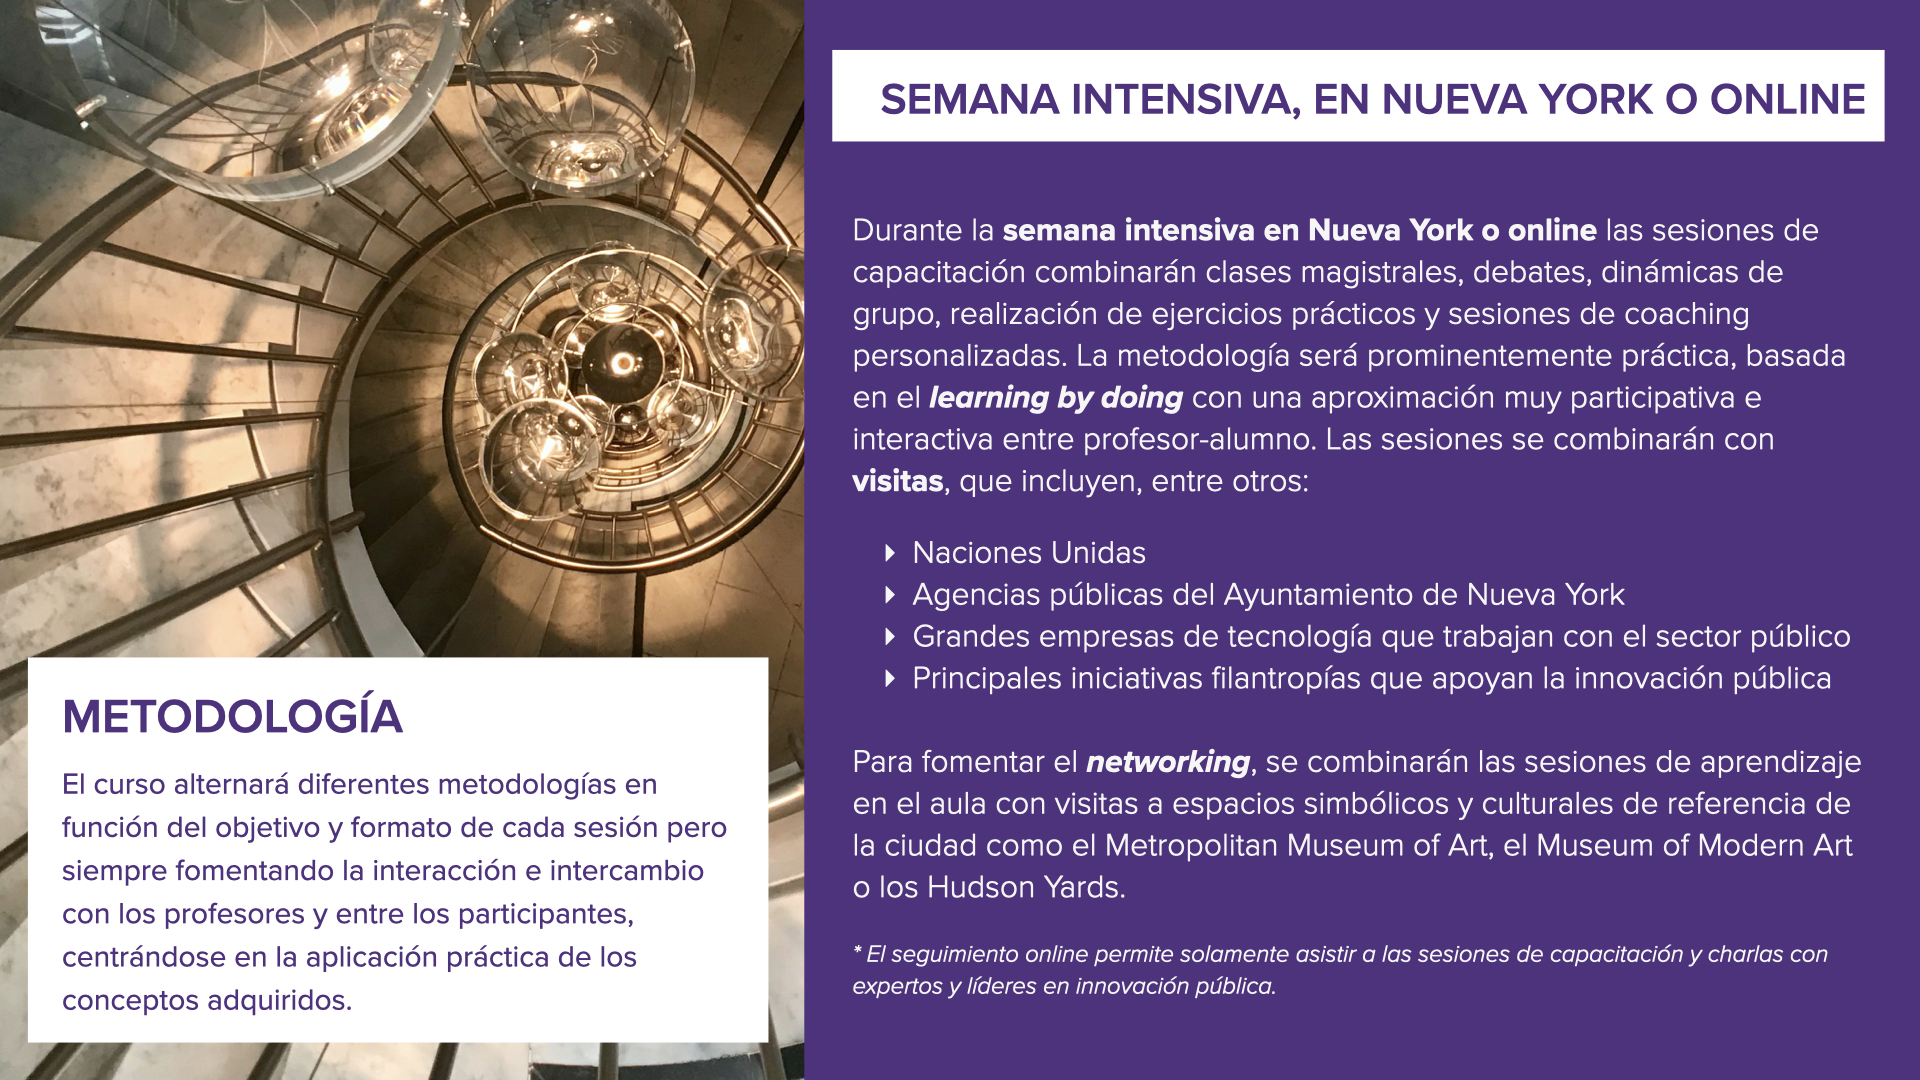 SEMANA INTENSIVA, EN NUEVA YORK O ONLINE
Durante la semana intensiva en Nueva York o online las sesiones de
capacitación combinarán clases magistrales, debates, dinámicas de
grupo, realización de ejercicios prácticos y sesiones de coaching
personalizadas. La metodología será prominentemente práctica, basada
en el learning by doing con una aproximación muy participativa e
interactiva entre profesor-alumno. Las sesiones se combinarán con
visitas, que incluyen, entre otros:
Naciones Unidas
Agencias públicas del Ayuntamiento de Nueva York
Grandes empresas de tecnología que trabajan con el sector público
Principales iniciativas filantropías que apoyan la innovación pública
Para fomentar el networking, se combinarán las sesiones de aprendizaje
en el aula con visitas a espacios simbólicos y culturales de referencia de
la ciudad como el Metropolitan Museum of Art, el Museum of Modern Art
o los Hudson Yards.
* El seguimiento online permite solamente asistir a las sesiones de capacitación y charlas con
expertos y líderes en innovación pública.
METODOLOGÍA
El curso alternará diferentes metodologías en
función del objetivo y formato de cada sesión pero
siempre fomentando la interacción e intercambio
con los profesores y entre los participantes,
centrándose en la aplicación práctica de los
conceptos adquiridos.